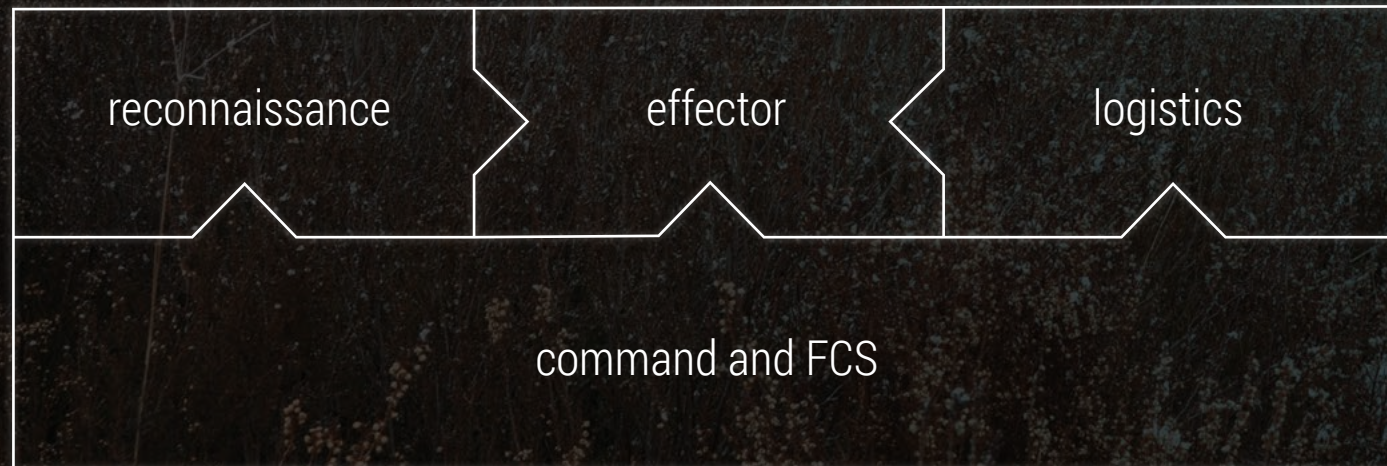 reconnaissance
effector
logistics
command and FCS